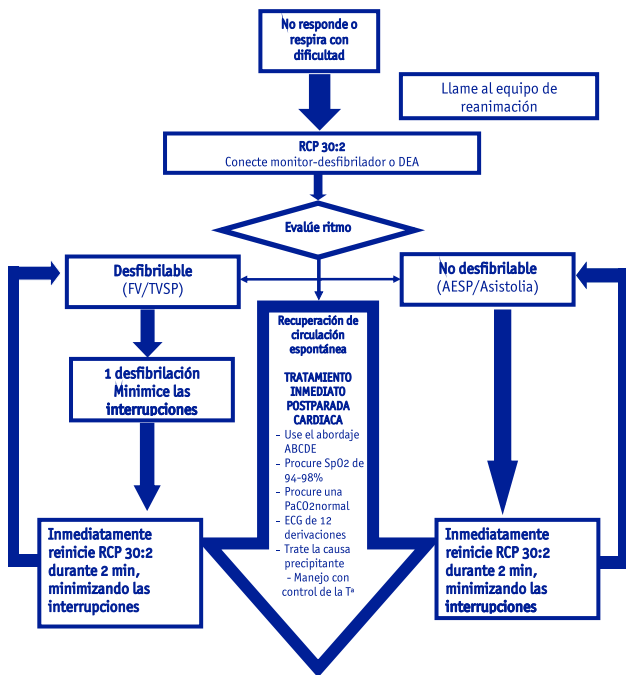 No responde o
respira con
dificultad
Llame al equipo de
reanimación
RCP 30:2
Conecte monitor-desfibrilador o DEA
Evalúe ritmo
Desfibrilable
(FV/TVSP)
No desfibrilable
(AESP/Asistolia)
1 desfibrilación
Minimice las
interrupciones
Recuperación de
circulación
espontánea
TRATAMIENTO
INMEDIATO
POSTPARADA
CARDIACA
- Use el abordaje
ABCDE
- Procure SpO2 de
94-98%
- Procure una
PaCO2normal
- ECG de 12
derivaciones
- Trate la causa
precipitante
- Manejo con
control de la Tª
Inmediatamente
reinicie RCP 30:2
durante 2 min,
minimizando las
interrupciones
Inmediatamente
reinicie RCP 30:2
durante 2 min,
minimizando las
interrupciones